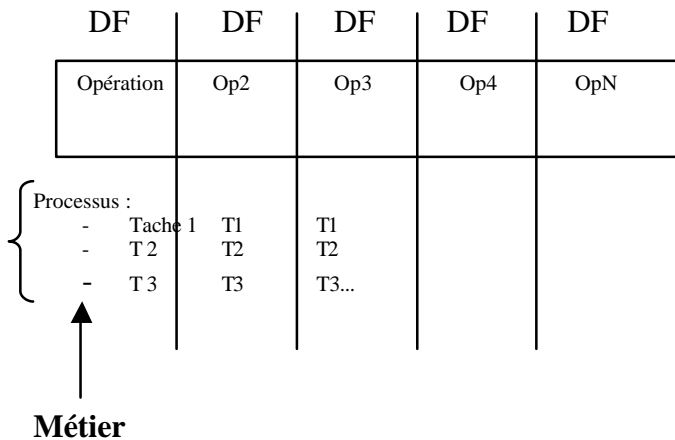 DF DF DF DF DF
Opération Op2 Op3 Op4 OpN
Processus :
- Tache 1 T1 T1
- T 2 T2 T2
- T 3 T3 T3...
Métier